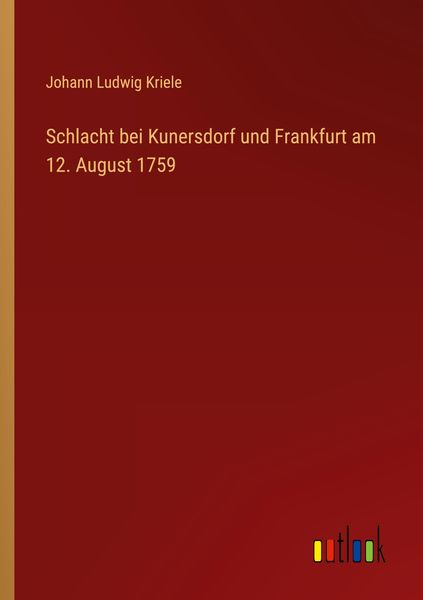 Johann Ludwig Kriele
Schlacht bei Kunersdorf und Frankfurt am
12. August 1759
outlook